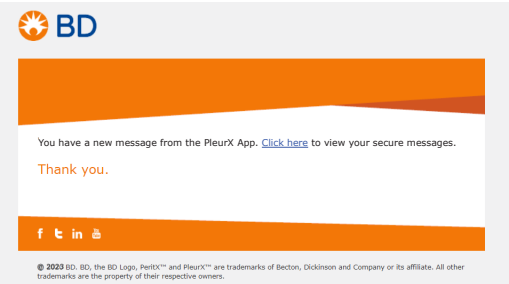 BD
You have a new message from the PleurX App. Click here to view your secure messages.
Thank you.
© 2023 BD. BD, the BD Logo, PeritX™ and PleurX™ are trademarks of Becton, Dickinson and Company or its affiliate. All other
trademarks are the property of their respective owners.